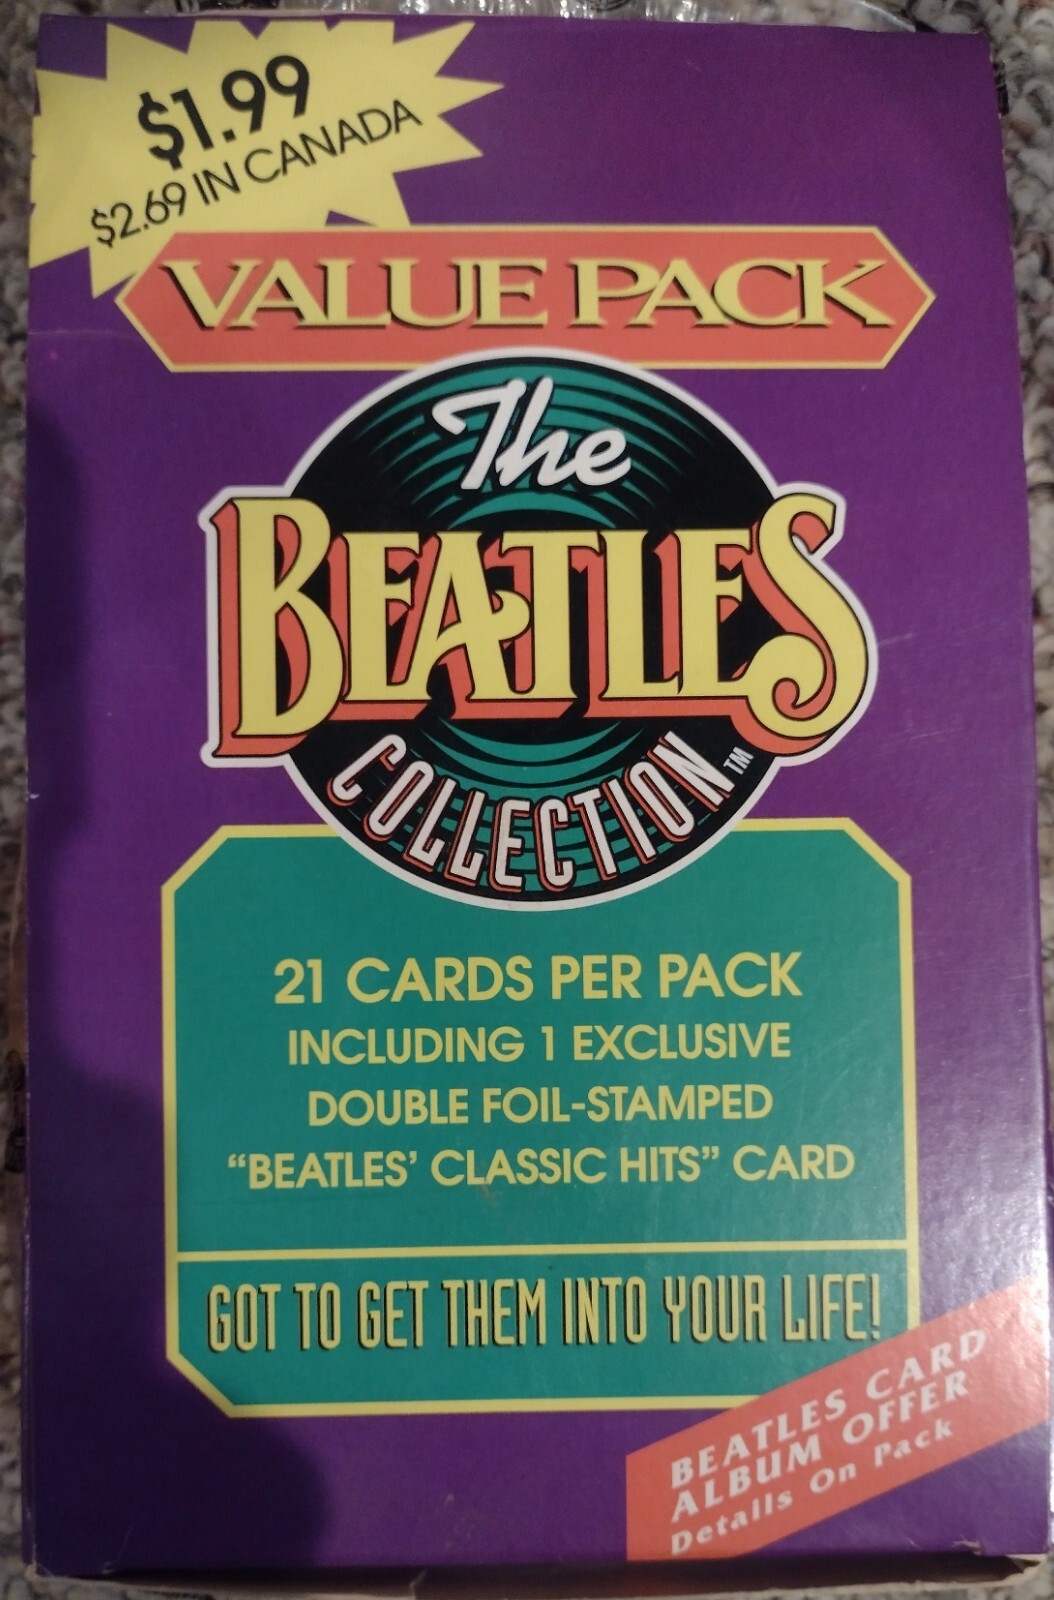 $1.99
$2.69 IN CANADA
VALUE PACK
The
BEATLES
COLLECTION™
21 CARDS PER PACK
INCLUDING 1 EXCLUSIVE
DOUBLE FOIL-STAMPED
“BEATLES’ CLASSIC HITS” CARD
GOT TO GET THEM INTO YOUR LIFE!
BEATLES CARD
ALBUM OFFER
Details On Pack